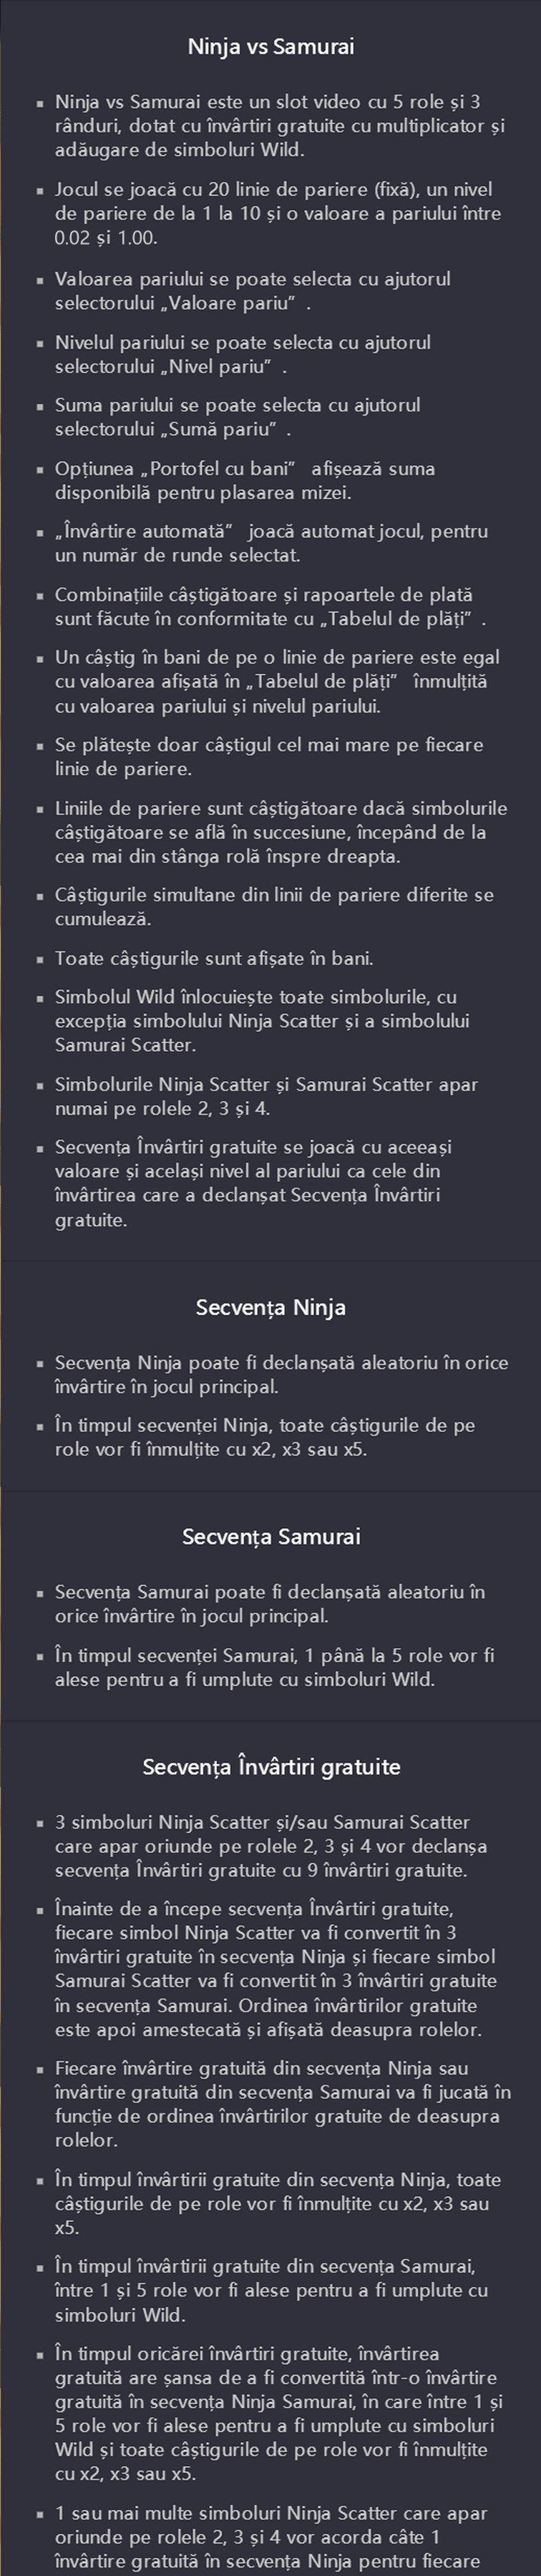 Ninja vs Samurai
▪ Ninja vs Samurai este un slot video cu 5 role și 3
rânduri, dotat cu învârtiri gratuite cu multiplicator și
adăugare de simboluri Wild.
▪ Jocul se joacă cu 20 linie de pariere (fixă), un nivel
de pariere de la 1 la 10 și o valoare a pariului între
0.02 și 1.00.
▪ Valoarea pariului se poate selecta cu ajutorul
selectorului „Valoare pariu” .
▪ Nivelul pariului se poate selecta cu ajutorul
selectorului „Nivel pariu” .
▪ Suma pariului se poate selecta cu ajutorul
selectorului „Sumă pariu” .
▪ Opțiunea „Portofel cu bani” afișează suma
disponibilă pentru plasarea mizei.
▪ „Învârtire automată” joacă automat jocul, pentru
un număr de runde selectat.
▪ Combinațiile câștigătoare și rapoartele de plată
sunt făcute în conformitate cu „Tabelul de plăți” .
▪ Un câștig în bani de pe o linie de pariere este egal
cu valoarea afișată în „Tabelul de plăți” înmulțită
cu valoarea pariului și nivelul pariului.
▪ Se plătește doar câștigul cel mai mare pe fiecare
linie de pariere.
▪ Liniile de pariere sunt câștigătoare dacă simbolurile
câștigătoare se află în succesiune, începând de la
cea mai din stânga rolă înspre dreapta.
▪ Câștigurile simultane din linii de pariere diferite se
cumulează.
▪ Toate câștigurile sunt afișate în bani.
▪ Simbolul Wild înlocuiește toate simbolurile, cu
excepția simbolului Ninja Scatter și a simbolului
Samurai Scatter.
▪ Simbolurile Ninja Scatter și Samurai Scatter apar
numai pe rolele 2, 3 și 4.
▪ Secvența Învârtiri gratuite se joacă cu aceeași
valoare și același nivel al pariului ca cele din
învârtirea care a declanșat Secvența Învârtiri
gratuite.
Secvența Ninja
▪ Secvența Ninja poate fi declanșată aleatoriu în orice
învârtire în jocul principal.
▪ În timpul secvenței Ninja, toate câștigurile de pe
role vor fi înmulțite cu x2, x3 sau x5.
Secvența Samurai
▪ Secvența Samurai poate fi declanșată aleatoriu în
orice învârtire în jocul principal.
▪ În timpul secvenței Samurai, 1 până la 5 role vor fi
alese pentru a fi umplute cu simboluri Wild.
Secvența Învârtiri gratuite
▪ 3 simboluri Ninja Scatter și/sau Samurai Scatter
care apar oriunde pe rolele 2, 3 și 4 vor declanșa
secvența Învârtiri gratuite cu 9 învârtiri gratuite.
▪ Înainte de a începe secvența Învârtiri gratuite,
fiecare simbol Ninja Scatter va fi convertit în 3
învârtiri gratuite în secvența Ninja și fiecare simbol
Samurai Scatter va fi convertit în 3 învârtiri gratuite
în secvența Samurai. Ordinea învârtirilor gratuite
este apoi amestecată și afișată deasupra rolelor.
▪ Fiecare învârtire gratuită din secvența Ninja sau
învârtire gratuită din secvența Samurai va fi jucată în
funcție de ordinea învârtirilor gratuite de deasupra
rolelor.
▪ În timpul învârtirii gratuite din secvența Ninja, toate
câștigurile de pe role vor fi înmulțite cu x2, x3 sau
x5.
▪ În timpul învârtirii gratuite din secvența Samurai,
între 1 și 5 role vor fi alese pentru a fi umplute cu
simboluri Wild.
▪ În timpul oricărei învârtiri gratuite, învârtirea
gratuită are șansa de a fi convertită într-o învârtire
gratuită în secvența Ninja Samurai, în care între 1 și
5 role vor fi alese pentru a fi umplute cu simboluri
Wild și toate câștigurile de pe role vor fi înmulțite
cu x2, x3 sau x5.
▪ 1 sau mai multe simboluri Ninja Scatter care apar
oriunde pe rolele 2, 3 și 4 vor acorda câte 1
învârtire gratuită în secvența Ninja pentru fiecare